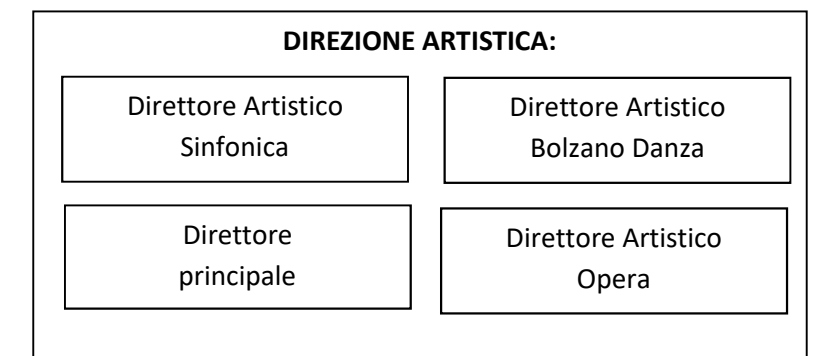 DIREZIONE ARTISTICA:
Direttore Artistico
Sinfonica
Direttore Artistico
Bolzano Danza
Direttore
principale
Direttore Artistico
Opera